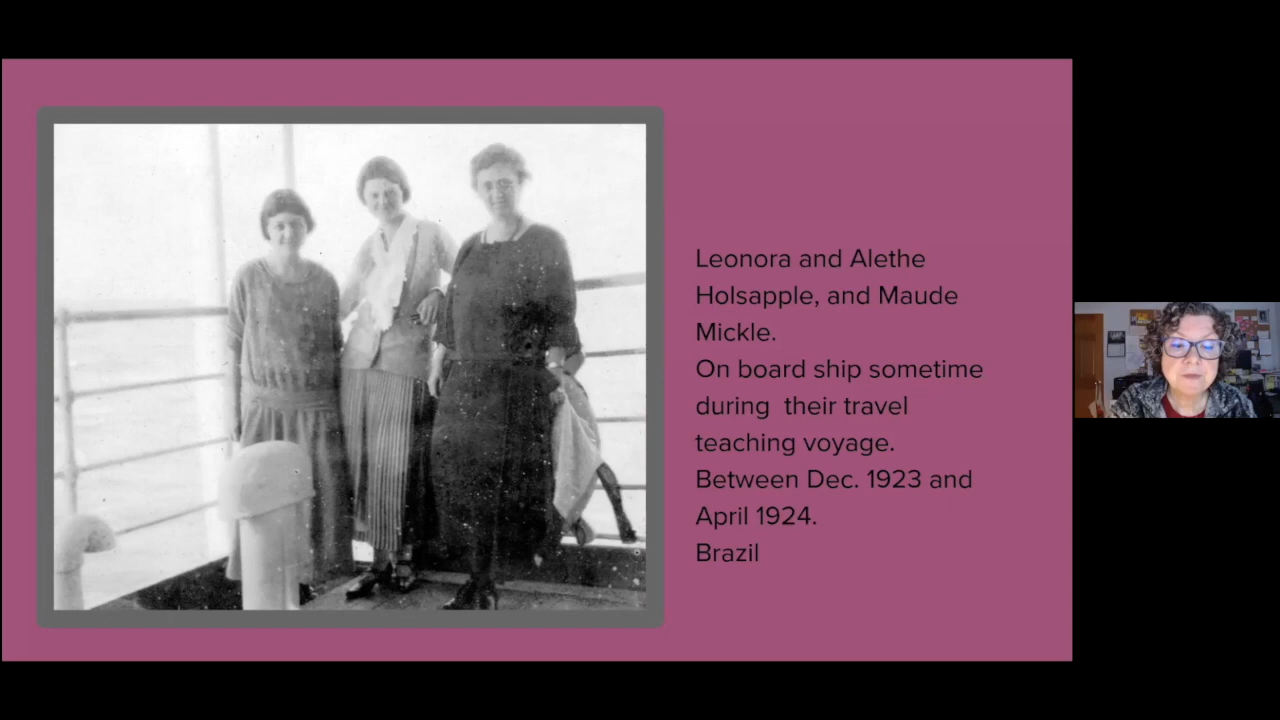 Leonora and Alethe
Holsapple, and Maude
Mickle.
On board ship sometime
during  their travel
teaching voyage.
Between Dec. 1923 and
April 1924.
Brazil